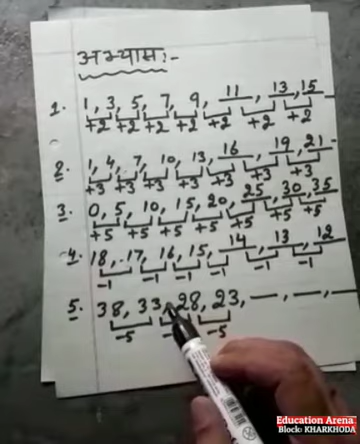 अभ्यास :-
1. 1, 3, 5, 7, 9, 11, 13, 15
+2 +2 +2 +2 +2 +2 +2
2. 1, 4, 7, 10, 13, 16, 19, 21
+3 +3 +3 +3 +3 +3 +3
3. 0, 5, 10, 15, 20, 25, 30, 35
+5 +5 +5 +5 +5 +5 +5
4. 18, 17, 16, 15, 14, 13, 12
-1 -1 -1 -1 -1 -1
5. 38, 33, 28, 23, __, __, __
-5 - -5
Education Arena
Block: KHARKHODA